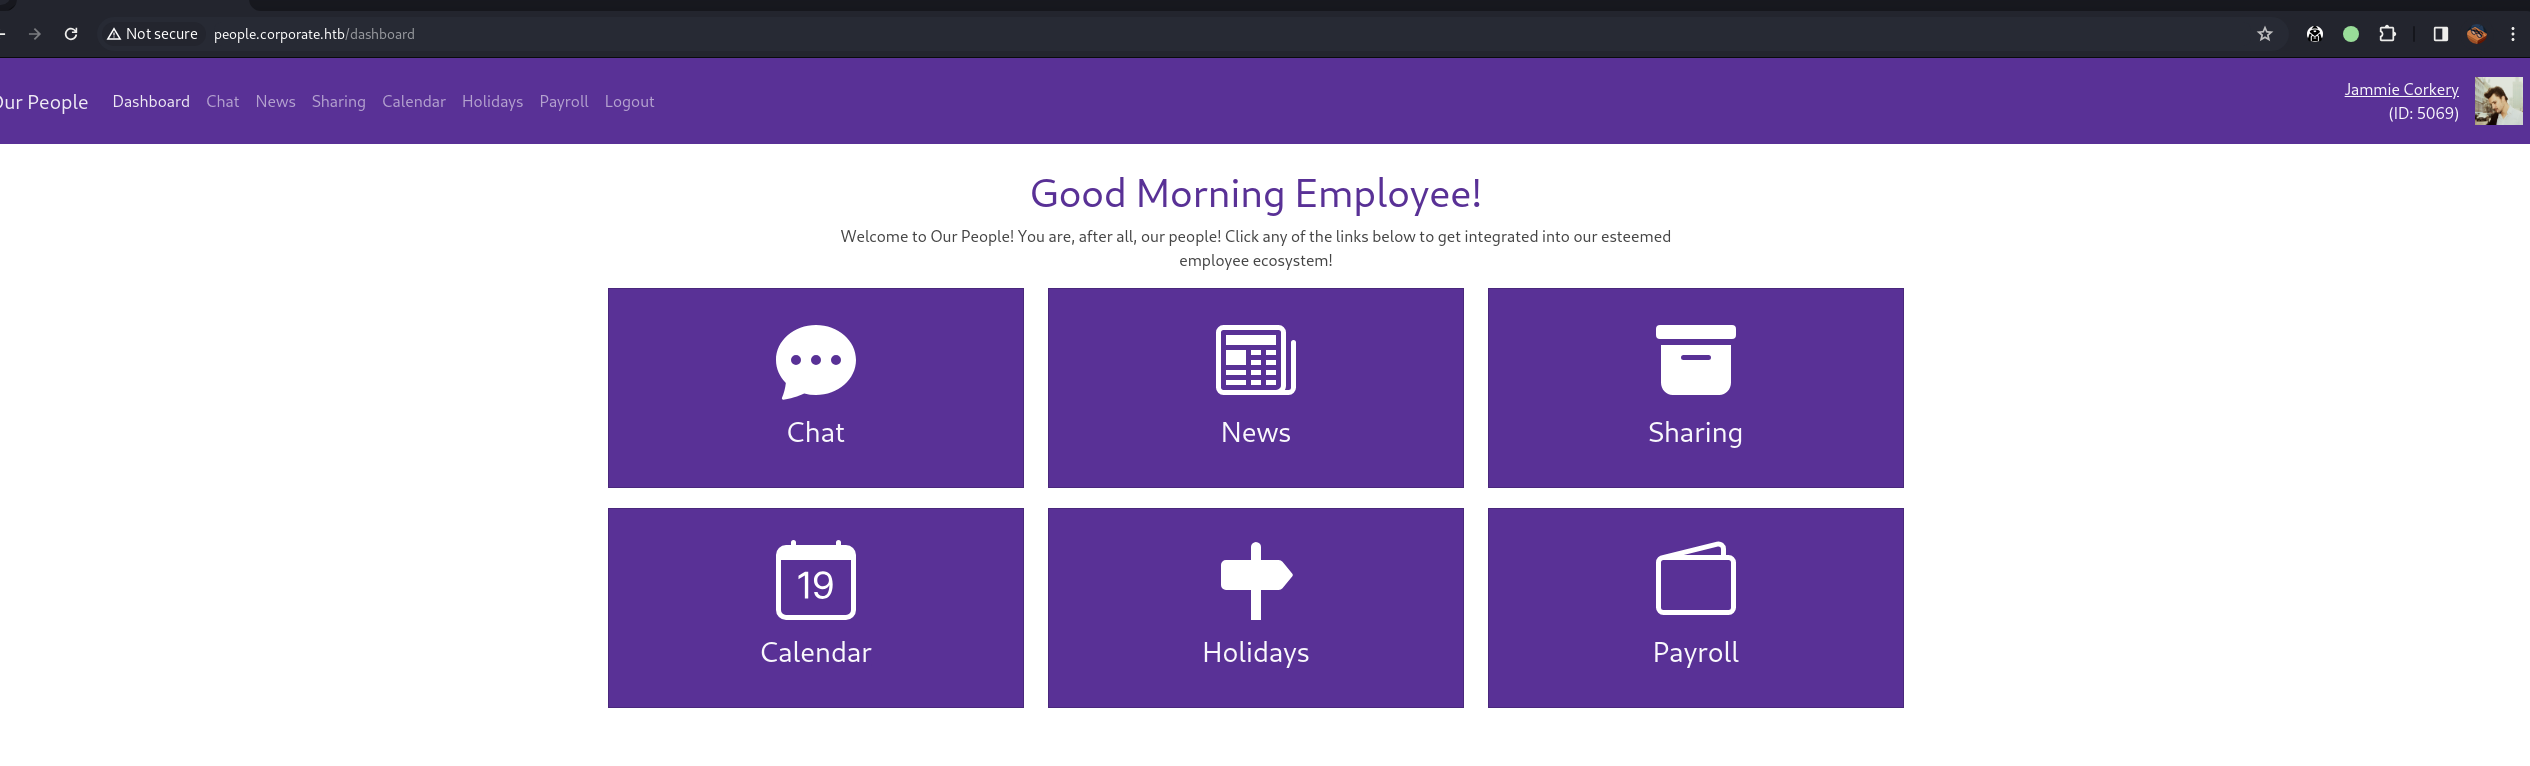 Not secure people.corporate.htb/dashboard
Our People Dashboard Chat News Sharing Calendar Holidays Payroll Logout
Jammie Corkery
(ID: 5069)
Good Morning Employee!
Welcome to Our People! You are, after all, our people! Click any of the links below to get integrated into our esteemed
employee ecosystem!
Chat
News
Sharing
19
Calendar
Holidays
Payroll